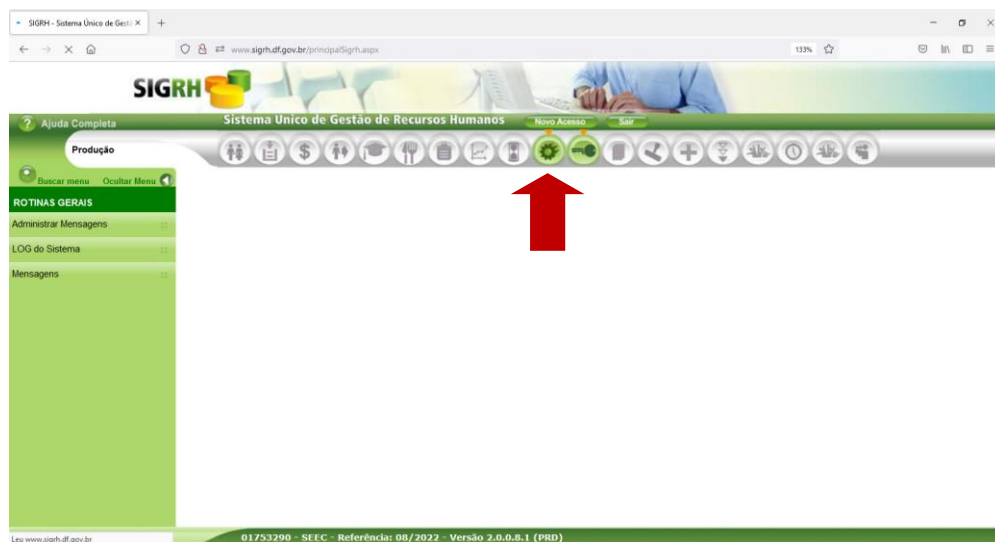 SIGRH - Sistema Único de Gestã
www.sigrh.df.gov.br/principalSigrh.aspx
133%
SIGRH
Ajuda Completa
Sistema Único de Gestão de Recursos Humanos
Novo Acesso
Sair
Produção
Buscar menu
Ocultar Menu
ROTINAS GERAIS
Administrar Mensagens
LOG do Sistema
Mensagens
Leu www.sigrh.df.gov.br
01753290 - SEEC - Referência: 08/2022 - Versão 2.0.0.8.1 (PRD)